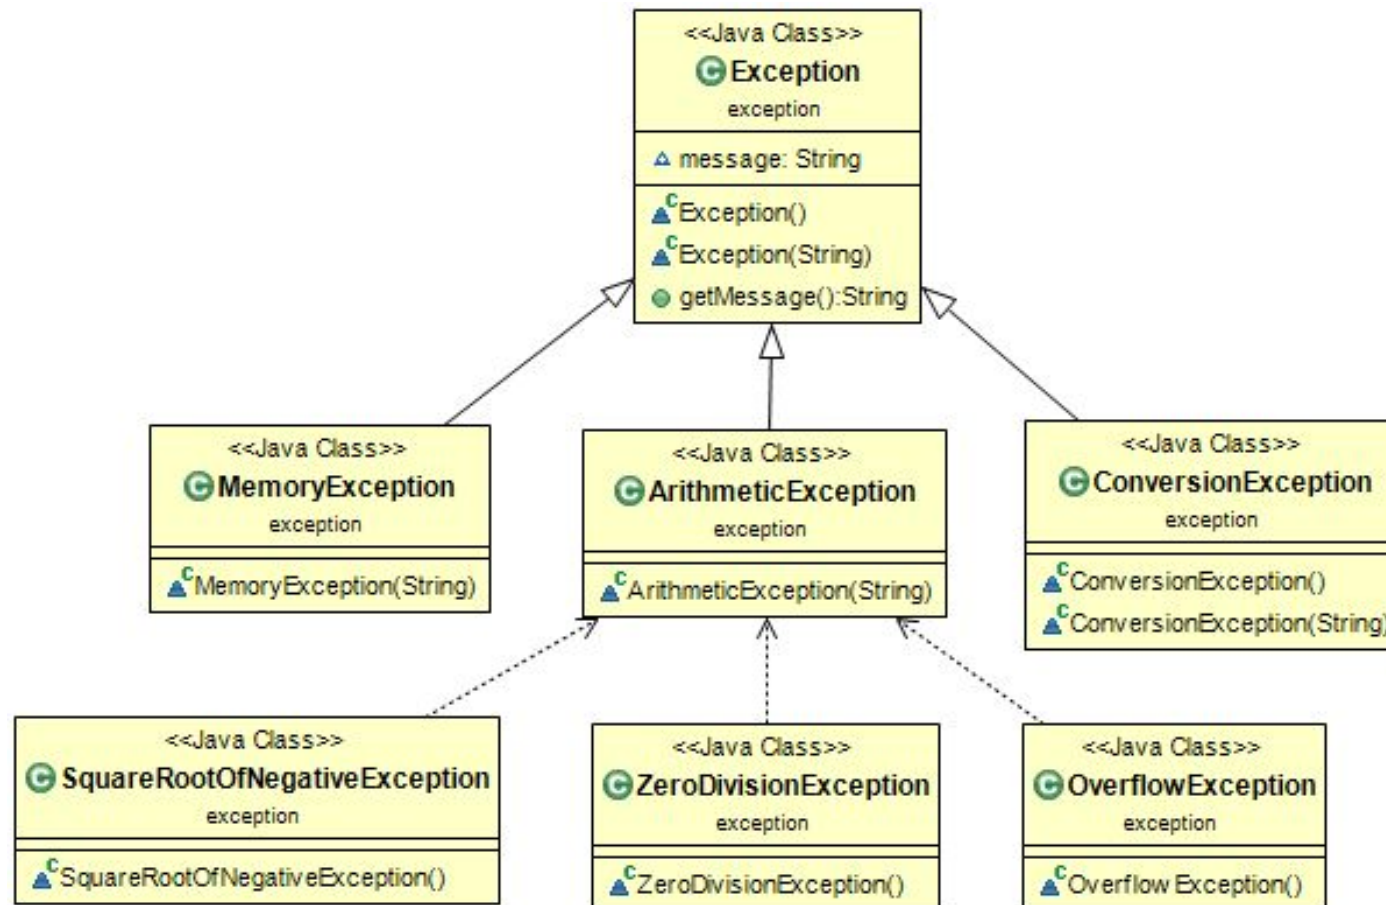 <<Java Class>>
Exception
exception
message: String
Exception()
Exception(String)
getMessage():String
<<Java Class>>
MemoryException
exception
MemoryException(String)
<<Java Class>>
ArithmeticException
exception
ArithmeticException(String)
<<Java Class>>
ConversionException
exception
ConversionException()
ConversionException(String)
<<Java Class>>
SquareRootOfNegativeException
exception
SquareRootOfNegativeException()
<<Java Class>>
ZeroDivisionException
exception
ZeroDivisionException()
<<Java Class>>
OverflowException
exception
OverflowException()